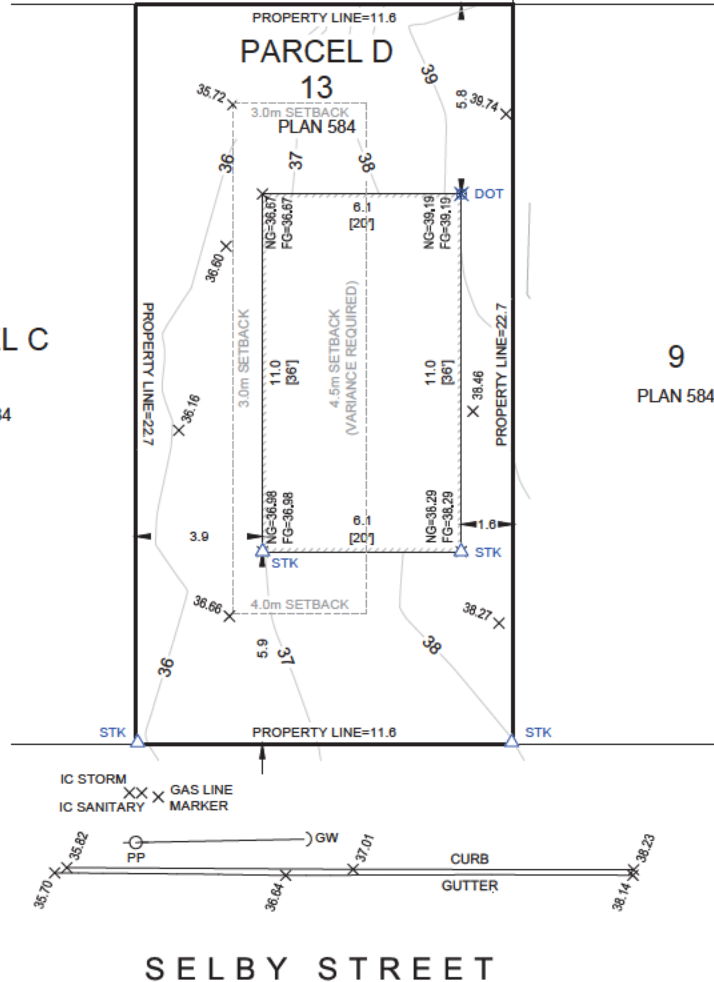 PROPERTY LINE=11.6
PARCEL D
13
3.0m SETBACK
PLAN 584
35.72
39
5.8
39.74
36
37
38
DOT
6.1
[20']
NG=36.67
FG=36.67
NG=39.19
FG=39.19
36.60
PROPERTY LINE=22.7
3.0m SETBACK
11.0
[36']
4.5m SETBACK
(VARIANCE REQUIRED)
11.0
[36']
38.46
PROPERTY LINE=22.7
L C
9
PLAN 584
36.16
NG=36.98
FG=36.98
6.1
[20']
NG=38.29
FG=38.29
3.9
1.6
STK
STK
36.66
4.0m SETBACK
38.27
36
5.9
37
38
STK
PROPERTY LINE=11.6
STK
IC STORM
IC SANITARY
GAS LINE
MARKER
PP
GW
35.82
37.01
CURB
38.23
35.70
36.64
GUTTER
38.14
SELBY STREET